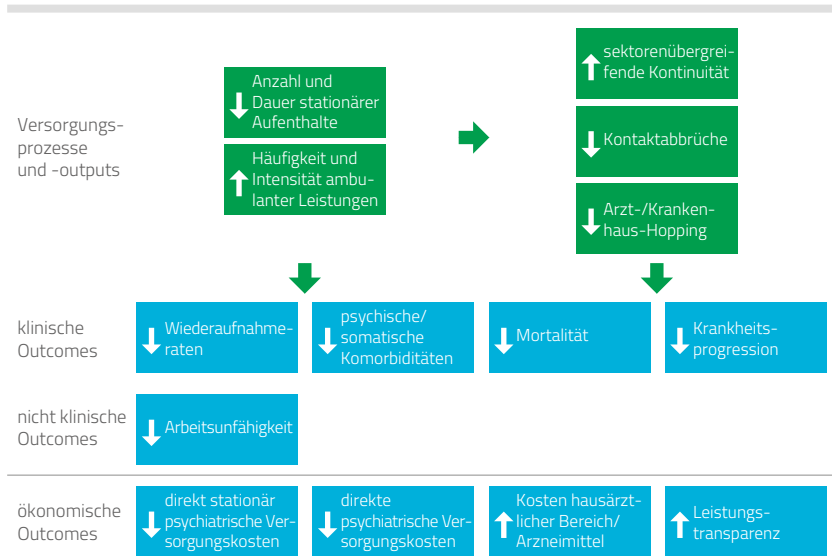 Versorgungs-
prozesse
und -outputs
Anzahl und
Dauer stationärer
Aufenthalte
Häufigkeit und
Intensität ambu-
lanter Leistungen
sektorenübergrei-
fende Kontinuität
Kontaktabbrüche
Arzt-/Kranken-
haus-Hopping
klinische
Outcomes
Wiederaufnahme-
raten
psychische/
somatische
Komorbiditäten
Mortalität
Krankheits-
progression
nicht klinische
Outcomes
Arbeitsunfähigkeit
ökonomische
Outcomes
direkt stationär
psychiatrische Ver-
sorgungskosten
direkte
psychiatrische Ver-
sorgungskosten
Kosten hausärzt-
licher Bereich/
Arzneimittel
Leistungs-
transparenz